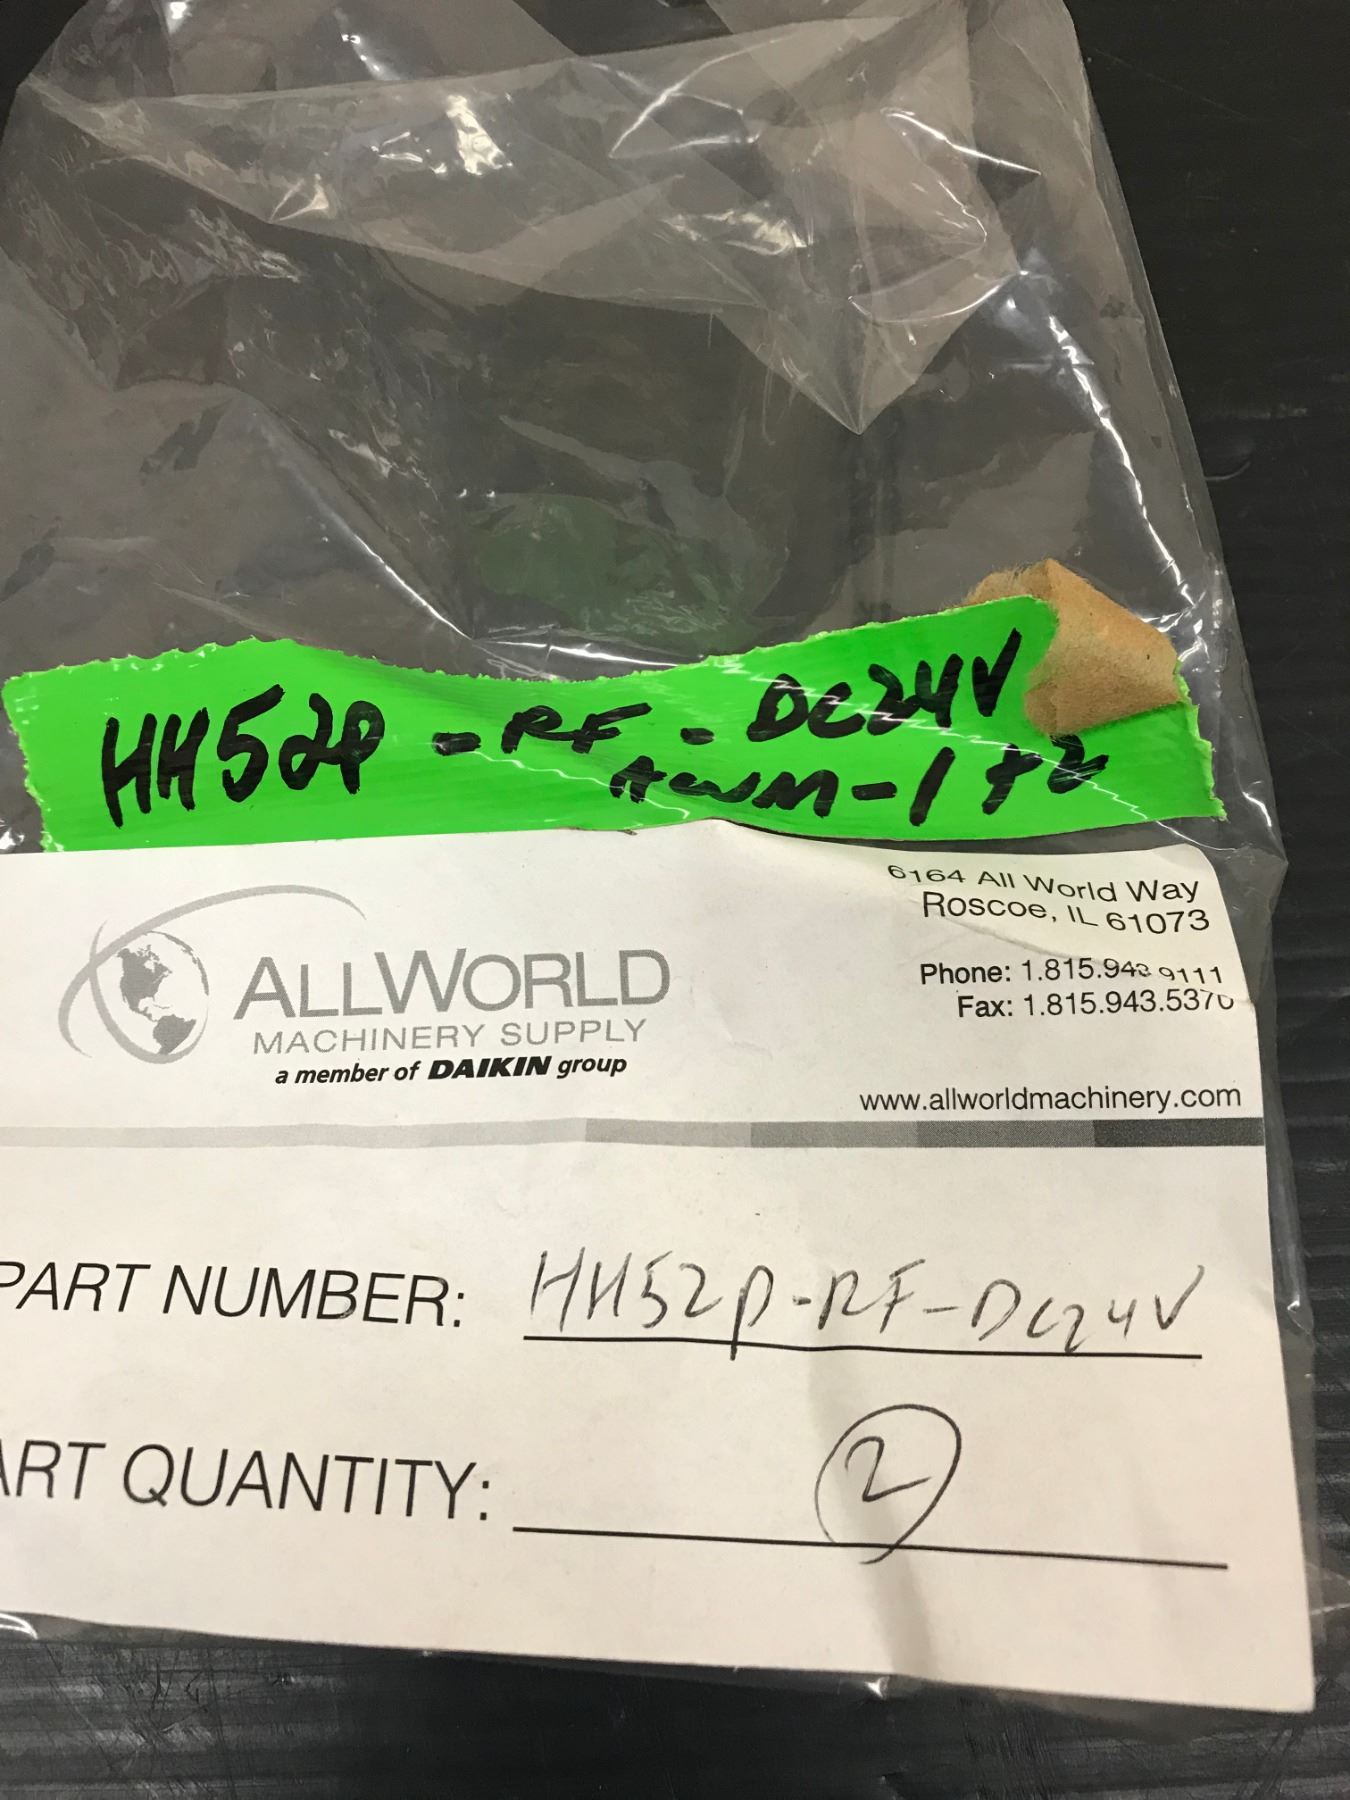 HH52P-RF-DC24V
AWM-1+2
6164 All World Way
Roscoe, IL 61073
ALLWORLD
MACHINERY SUPPLY
a member of DAIKIN group
Phone: 1.815.943.9111
Fax: 1.815.943.5370
www.allworldmachinery.com
PART NUMBER: HH52P-RF-DC24V
ART QUANTITY: 2